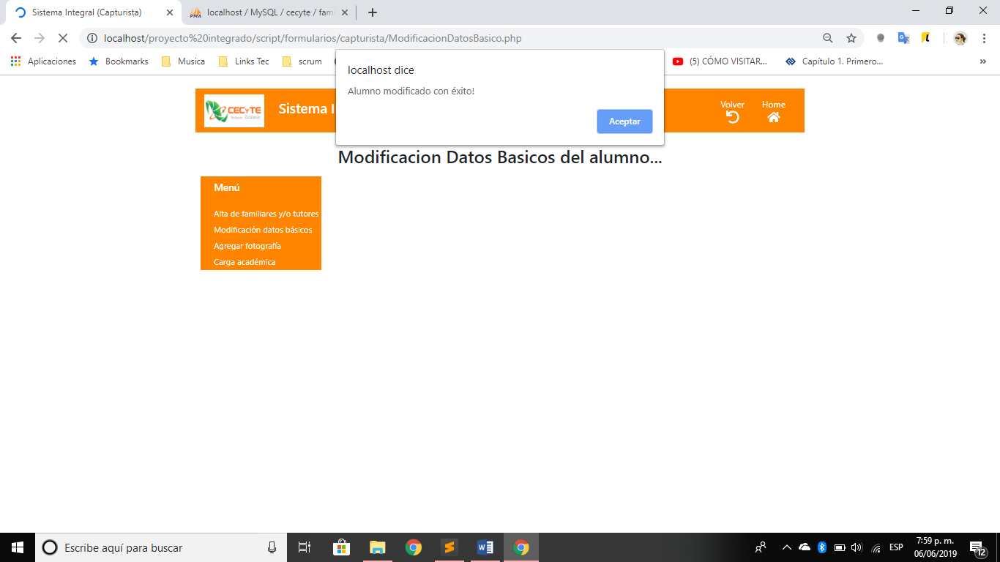 Sistema Integral (Capturista)
localhost / MySQL / cecyte / fam
localhost/proyecto%20integrado/script/formularios/capturista/ModificacionDatosBasico.php
Aplicaciones
Bookmarks
Musica
Links Tec
scrum
(5) CÓMO VISITAR...
Capítulo 1. Primero...
»
localhost dice
Alumno modificado con éxito!
Aceptar
CECyTE
Sistema I
Volver
Home
Modificacion Datos Basicos del alumno...
Menú
Alta de familiares y/o tutores
Modificación datos básicos
Agregar fotografía
Carga académica
Escribe aquí para buscar
ESP
7:59 p. m.
06/06/2019
12